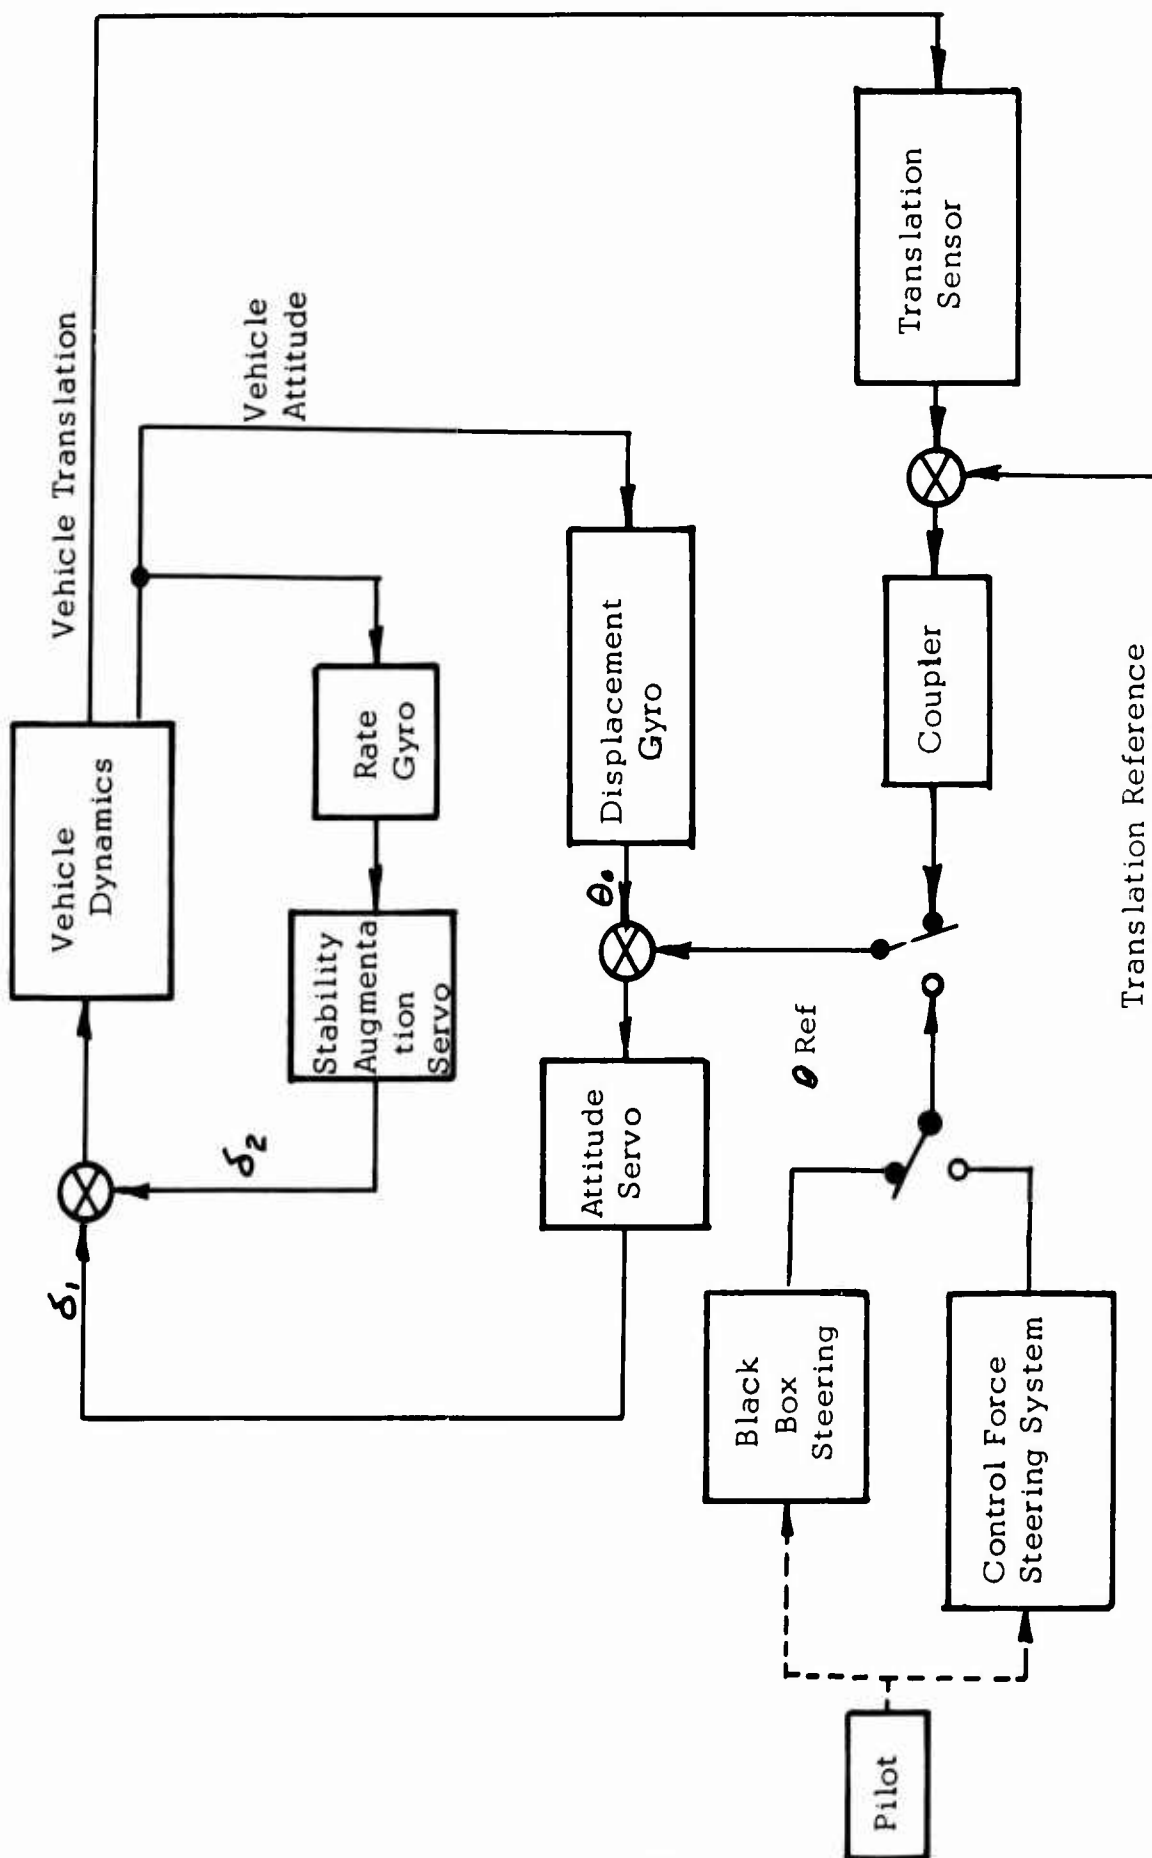 Vehicle
Dynamics
Vehicle Translation
Vehicle
Attitude
Rate
Gyro
Stability
Augmenta
tion
Servo
δ₁
δ₂
Attitude
Servo
θ₀
Displacement
Gyro
Pilot
Black
Box
Steering
Control Force
Steering System
θ Ref
Coupler
Translation
Sensor
Translation Reference